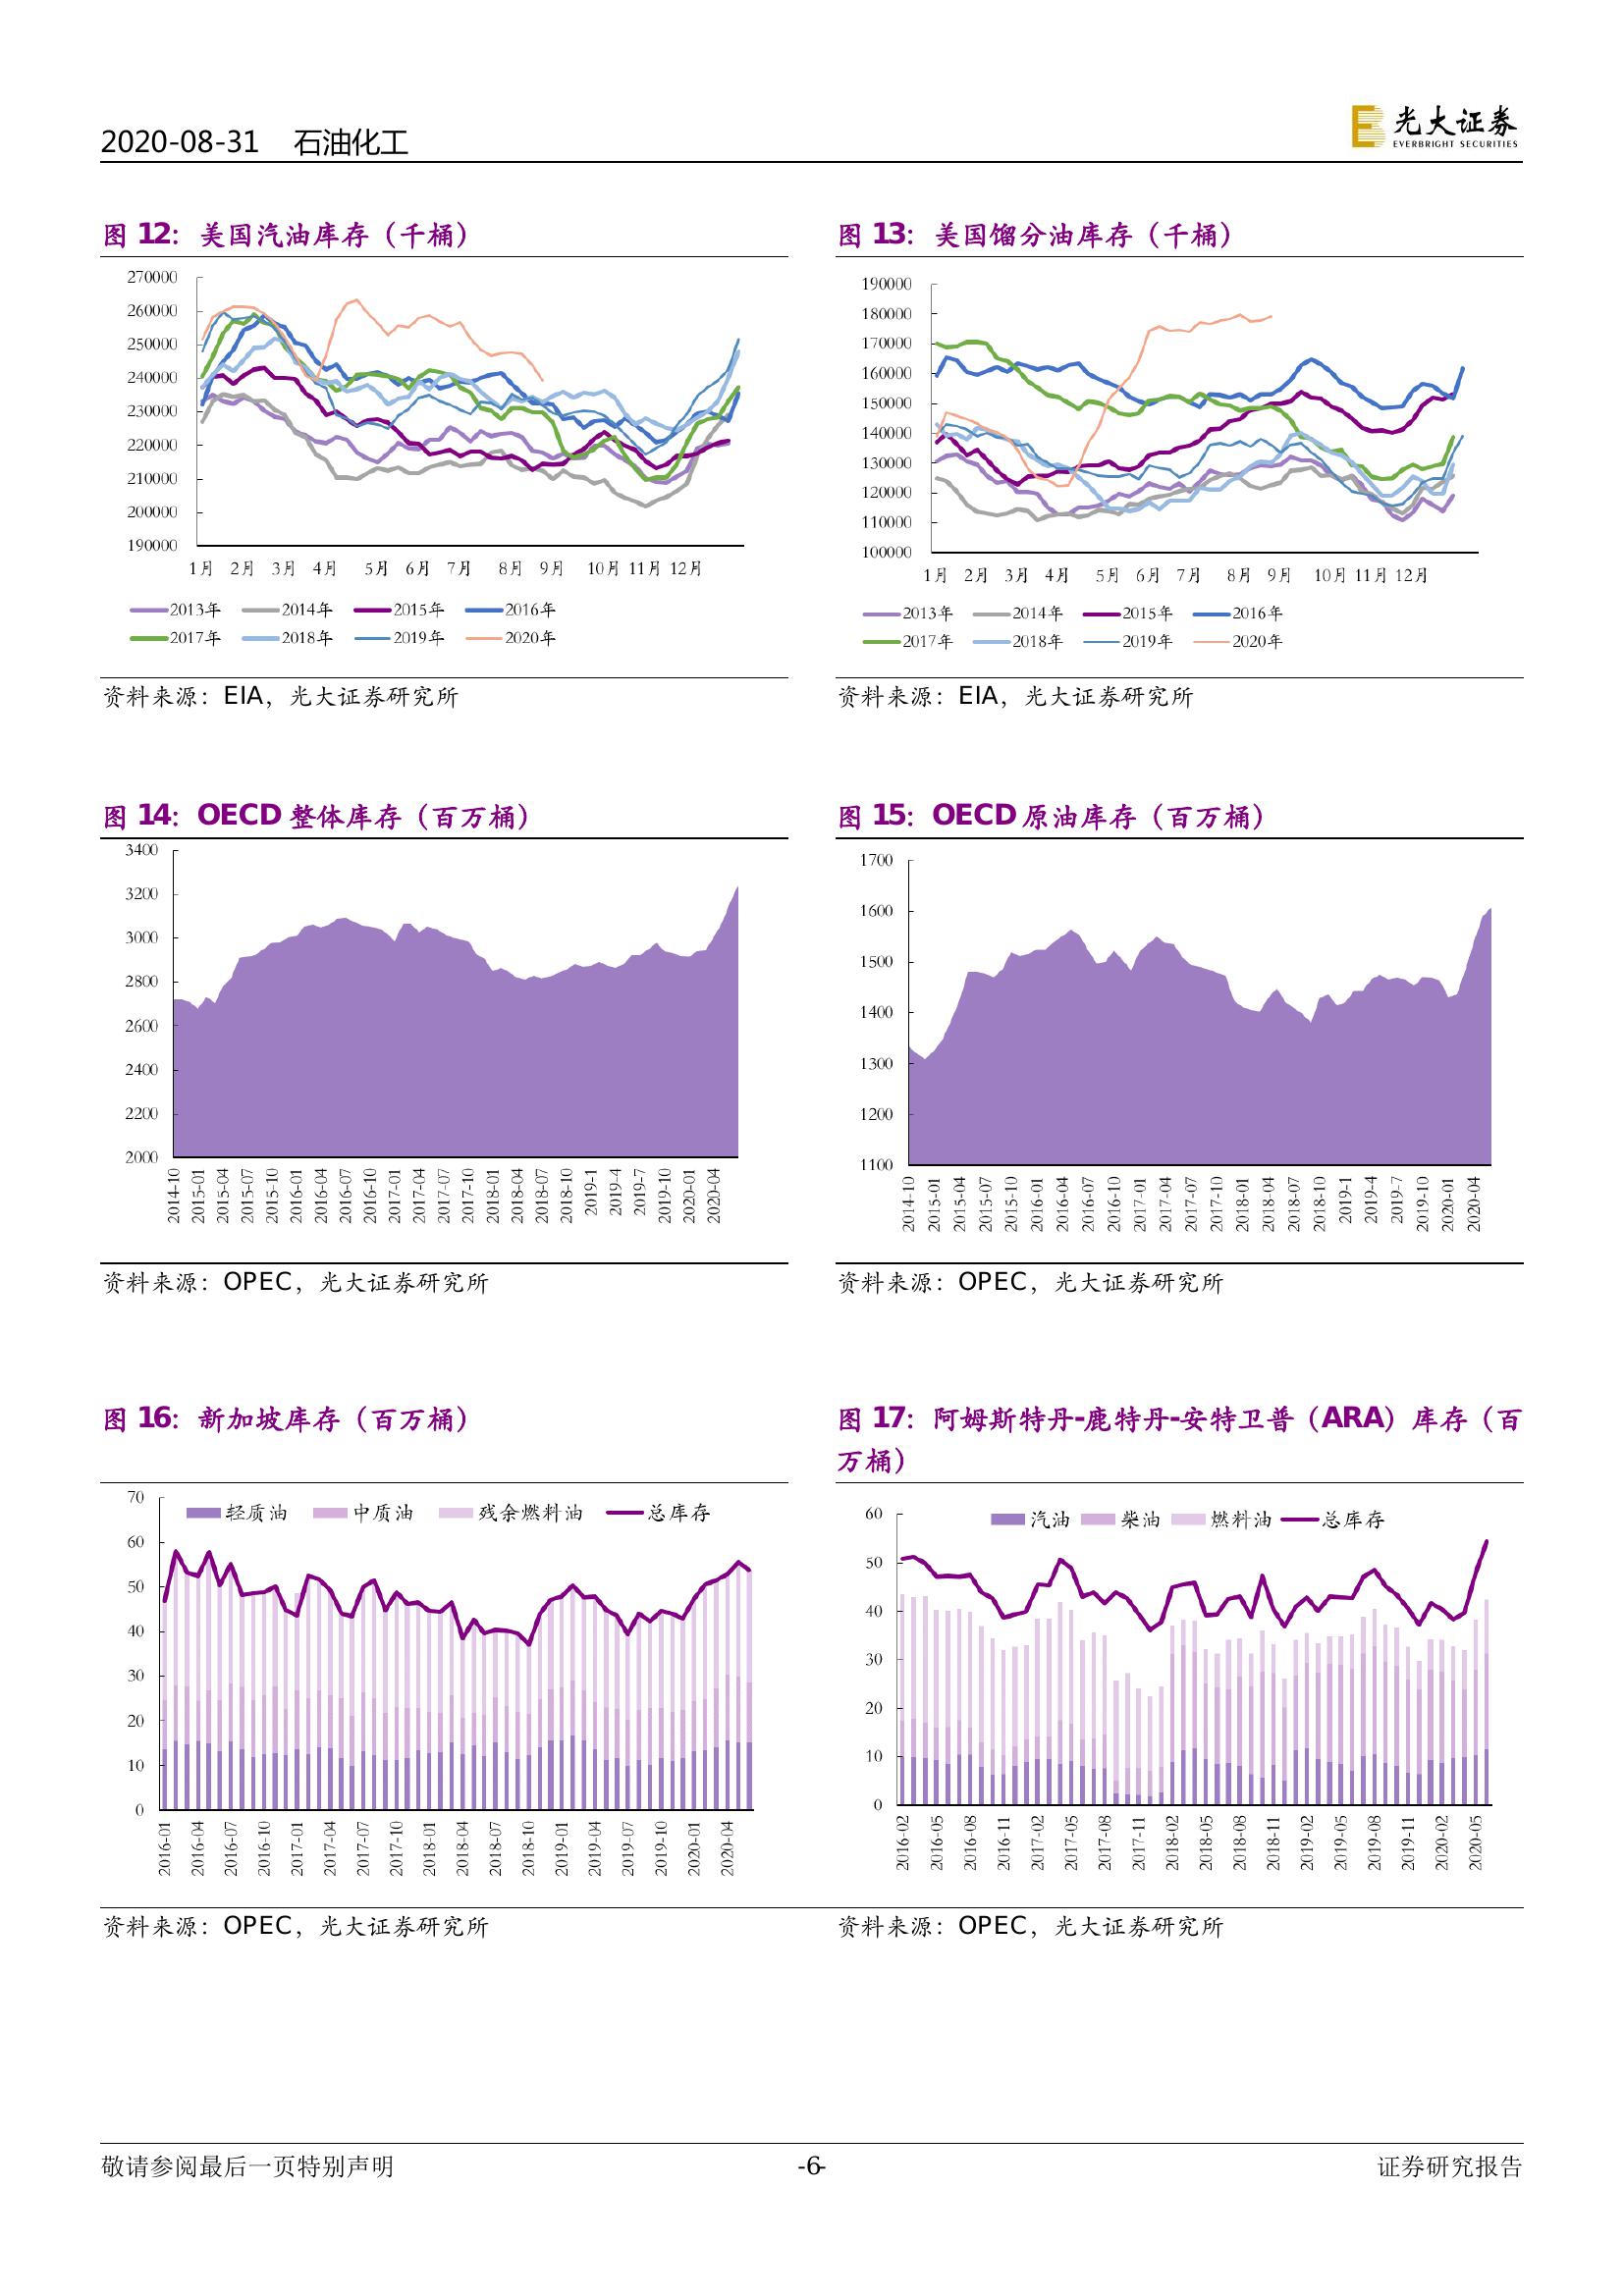 2020-08-31 石油化工
光大证券
EVERBRIGHT SECURITIES
图 12：美国汽油库存（千桶）
270000
260000
250000
240000
230000
220000
210000
200000
190000
1月 2月 3月 4月 5月 6月 7月 8月 9月 10月 11月 12月
2013年 2014年 2015年 2016年
2017年 2018年 2019年 2020年
资料来源：EIA，光大证券研究所
图 13：美国馏分油库存（千桶）
190000
180000
170000
160000
150000
140000
130000
120000
110000
100000
1月 2月 3月 4月 5月 6月 7月 8月 9月 10月 11月 12月
2013年 2014年 2015年 2016年
2017年 2018年 2019年 2020年
资料来源：EIA，光大证券研究所
图 14：OECD 整体库存（百万桶）
3400
3200
3000
2800
2600
2400
2200
2000
2014-10 2015-01 2015-04 2015-07 2015-10 2016-01 2016-04 2016-07 2016-10 2017-01 2017-04 2017-07 2017-10 2018-01 2018-04 2018-07 2018-10 2019-1 2019-4 2019-7 2019-10 2020-01 2020-04
资料来源：OPEC，光大证券研究所
图 15：OECD 原油库存（百万桶）
1700
1600
1500
1400
1300
1200
1100
2014-10 2015-01 2015-04 2015-07 2015-10 2016-01 2016-04 2016-07 2016-10 2017-01 2017-04 2017-07 2017-10 2018-01 2018-04 2018-07 2018-10 2019-1 2019-4 2019-7 2019-10 2020-01 2020-04
资料来源：OPEC，光大证券研究所
图 16：新加坡库存（百万桶）
轻质油 中质油 残余燃料油 总库存
70
60
50
40
30
20
10
0
2016-01 2016-04 2016-07 2016-10 2017-01 2017-04 2017-07 2017-10 2018-01 2018-04 2018-07 2018-10 2019-01 2019-04 2019-07 2019-10 2020-01 2020-04
资料来源：OPEC，光大证券研究所
图 17：阿姆斯特丹-鹿特丹-安特卫普（ARA）库存（百
万桶）
汽油 柴油 燃料油 总库存
60
50
40
30
20
10
0
2016-02 2016-05 2016-08 2016-11 2017-02 2017-05 2017-08 2017-11 2018-02 2018-05 2018-08 2018-11 2019-02 2019-05 2019-08 2019-11 2020-02 2020-05
资料来源：OPEC，光大证券研究所
敬请参阅最后一页特别声明 -6- 证券研究报告